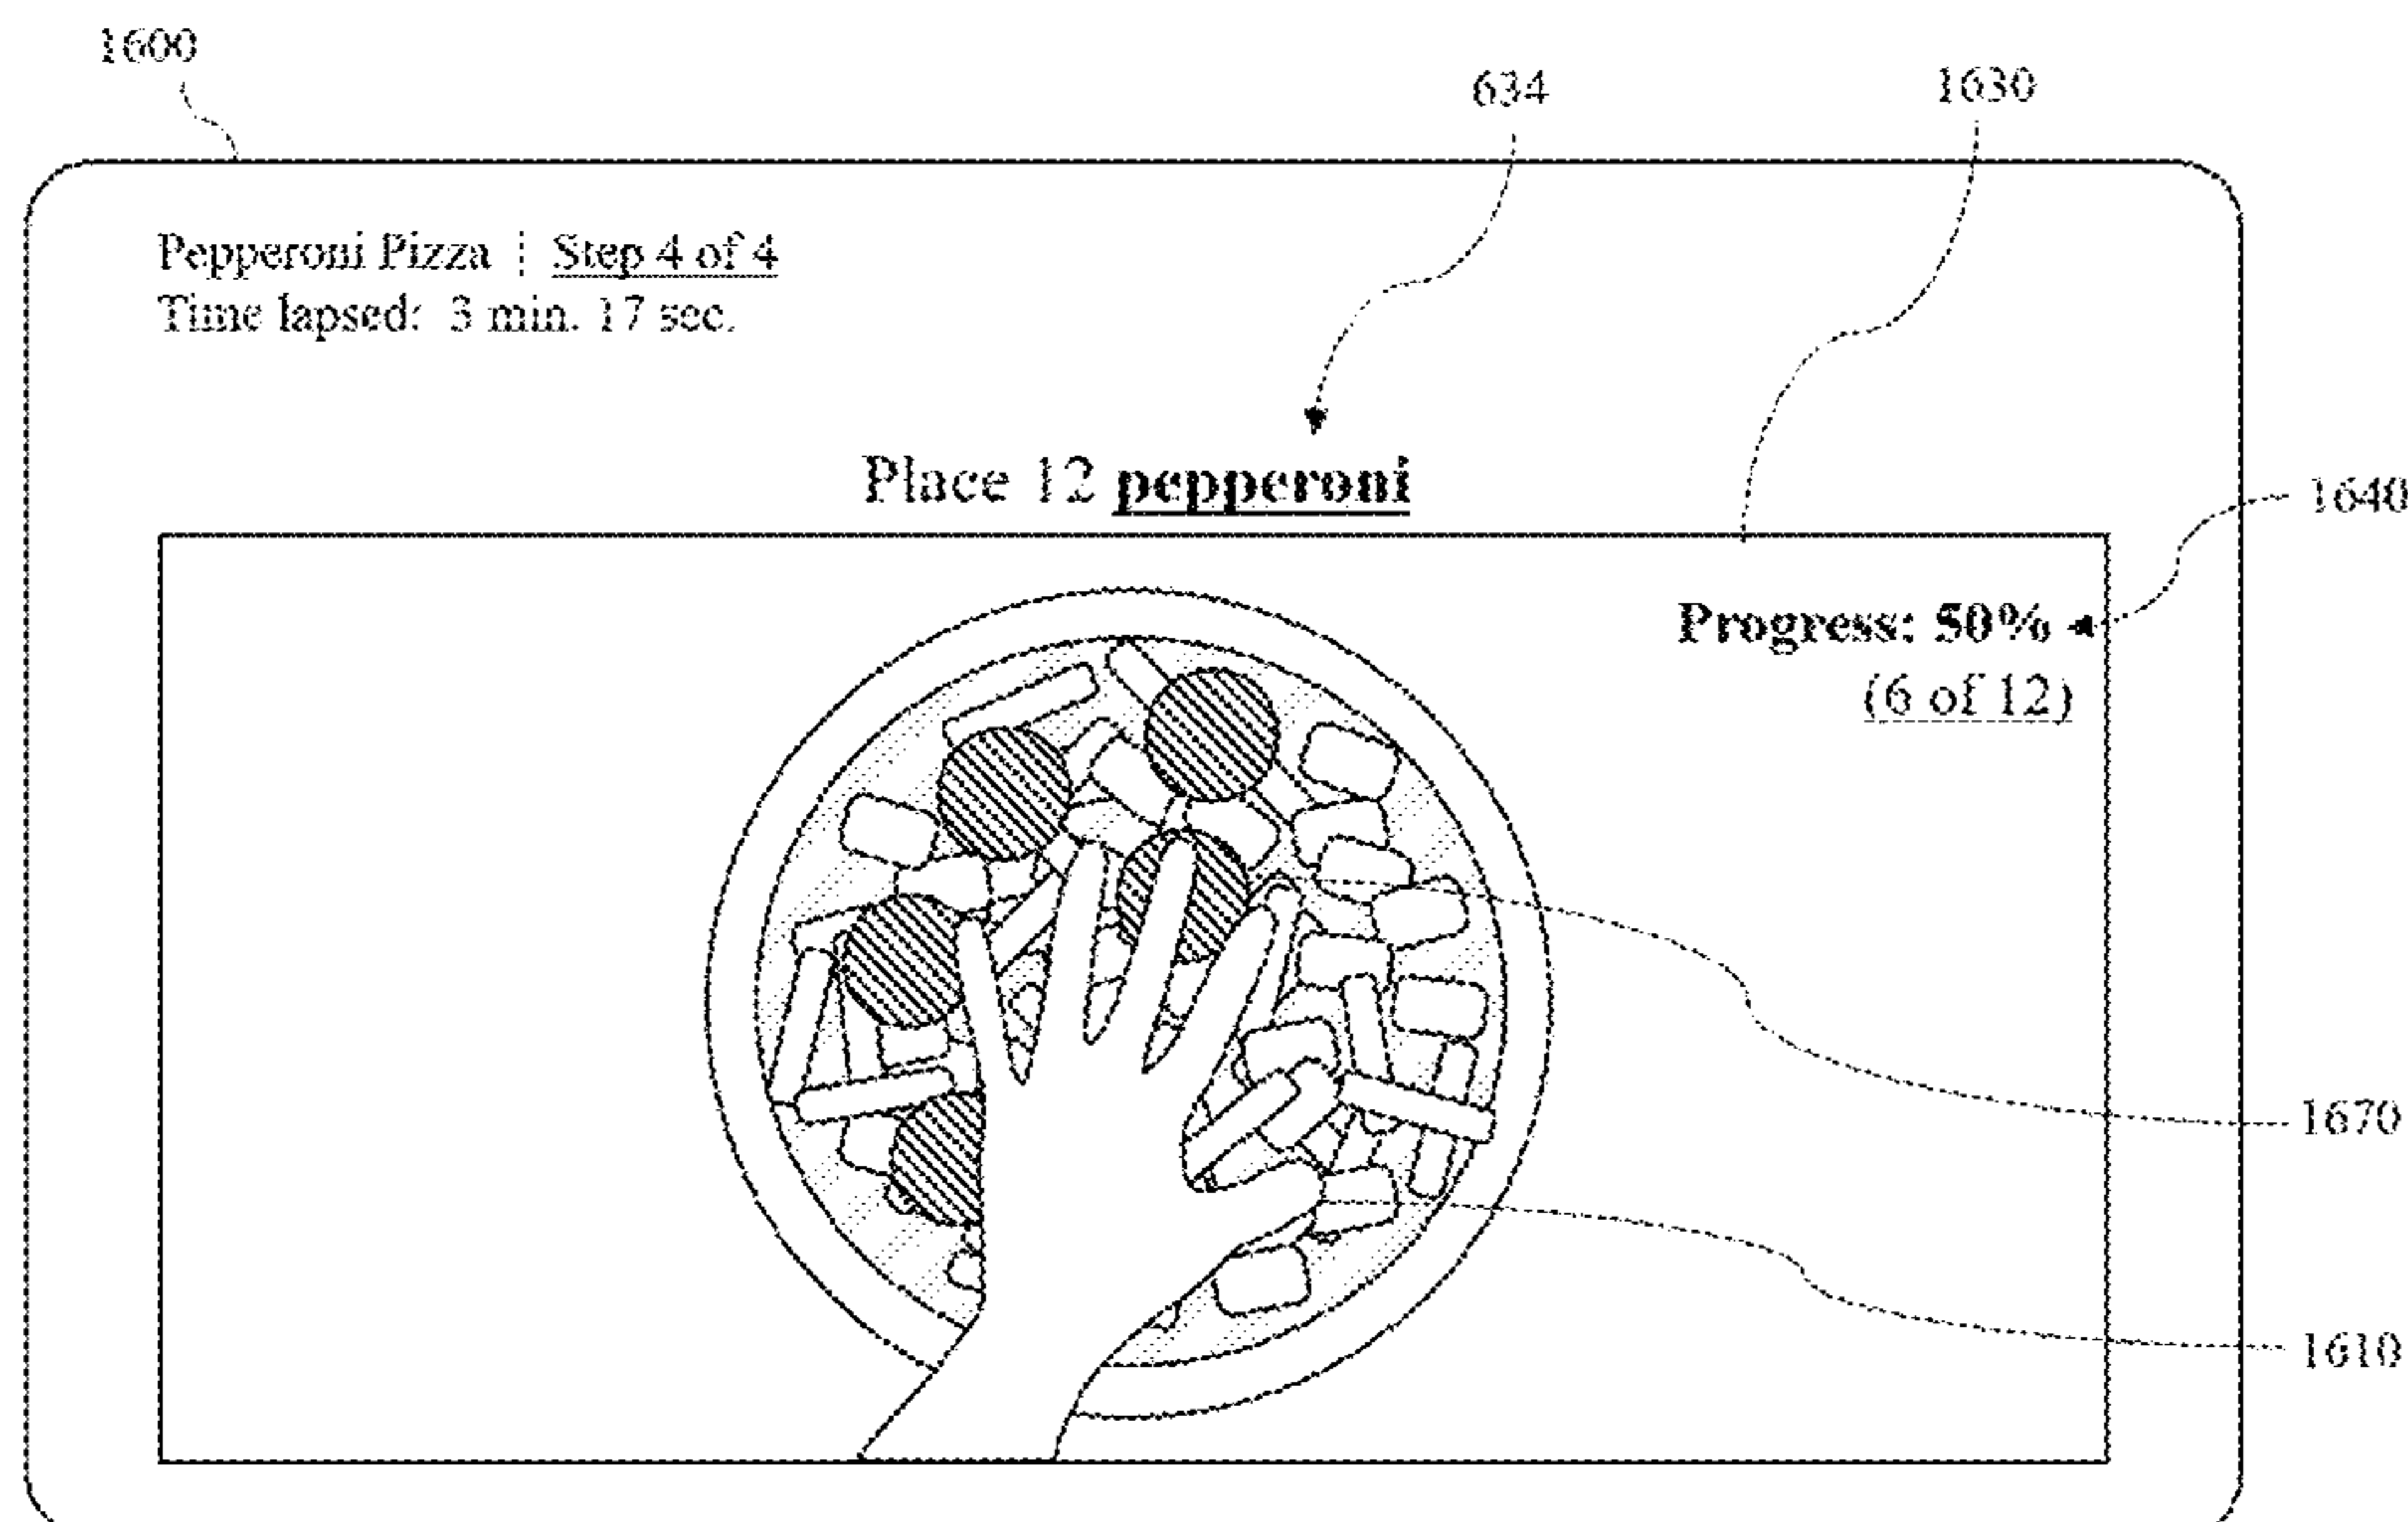 1600
634
1630
Pepperoni Pizza | Step 4 of 4
Time lapsed: 3 min. 17 sec.
Place 12 pepperoni
1640
Progress: 50%
(6 of 12)
1670
1610